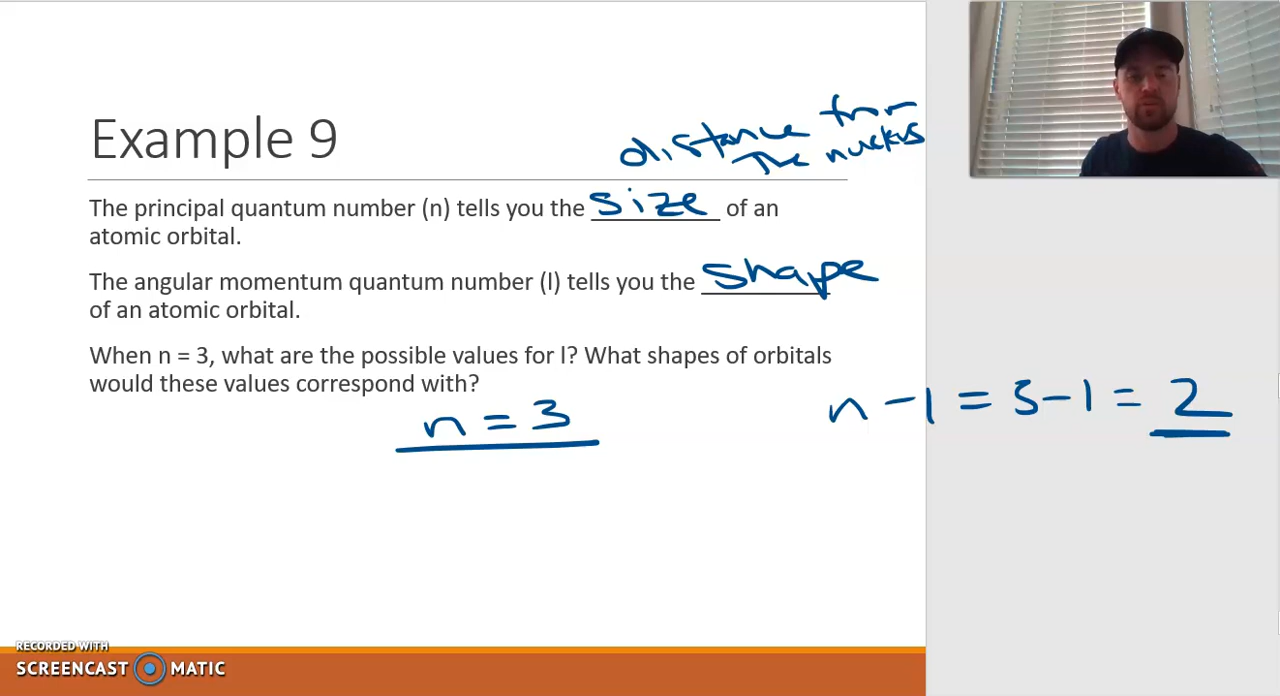 distance from
the nucleus
Example 9
The principal quantum number (n) tells you the size of an
atomic orbital.
The angular momentum quantum number (l) tells you the shape
of an atomic orbital.
When n = 3, what are the possible values for l? What shapes of orbitals
would these values correspond with?
n = 3
n - 1 = 3 - 1 = 2
RECORDED WITH
SCREENCAST MATIC